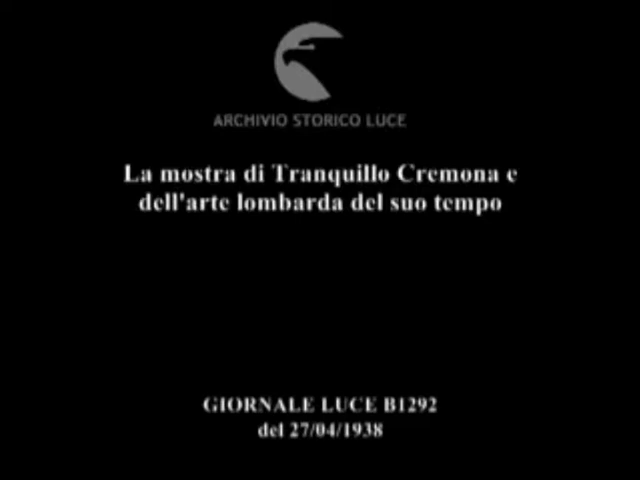 ARCHIVIO STORICO LUCE
La mostra di Tranquillo Cremona e
dell'arte lombarda del suo tempo
GIORNALE LUCE B1292
del 27/04/1938